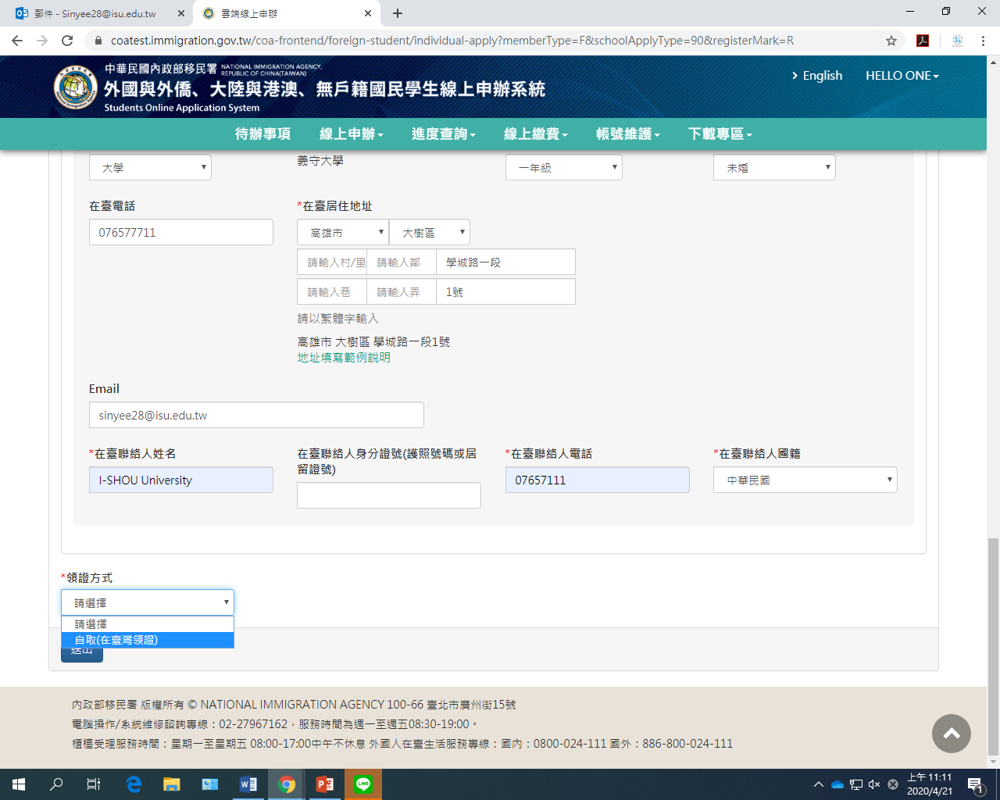 郵件 - Sinyee28@isu.edu.tw
雲端線上申辦
coatest.immigration.gov.tw/coa-frontend/foreign-student/individual-apply?memberType=F&schoolApplyType=90&registerMark=R
中華民國內政部移民署 NATIONAL IMMIGRATION AGENCY, REPUBLIC OF CHINA(TAIWAN)
外國與外僑、大陸與港澳、無戶籍國民學生線上申辦系統
Students Online Application System
English
HELLO ONE
待辦事項 線上申辦 進度查詢 線上繳費 帳號維護 下載專區
大學
義守大學
一年級
未婚
在臺電話
*在臺居住地址
076577711
高雄市
大樹區
請輸入村/里
請輸入鄰
學城路一段
請輸入巷
請輸入弄
1號
請以繁體字輸入
高雄市 大樹區 學城路一段1號
地址填寫範例說明
Email
sinyee28@isu.edu.tw
*在臺聯絡人姓名
在臺聯絡人身分證號(護照號碼或居
留證號)
*在臺聯絡人電話
*在臺聯絡人國籍
I-SHOU University
07657111
中華民國
*領證方式
請選擇
請選擇
自取(在臺灣領證)
送出
內政部移民署 版權所有 © NATIONAL IMMIGRATION AGENCY 100-66 臺北市廣州街15號
電腦操作/系統維修諮詢專線：02-27967162，服務時間為週一至週五08:30-19:00。
櫃檯受理服務時間：星期一至星期五 08:00-17:00中午不休息 外國人在臺生活服務專線：國內：0800-024-111 國外：886-800-024-111
上午 11:11
2020/4/21
1